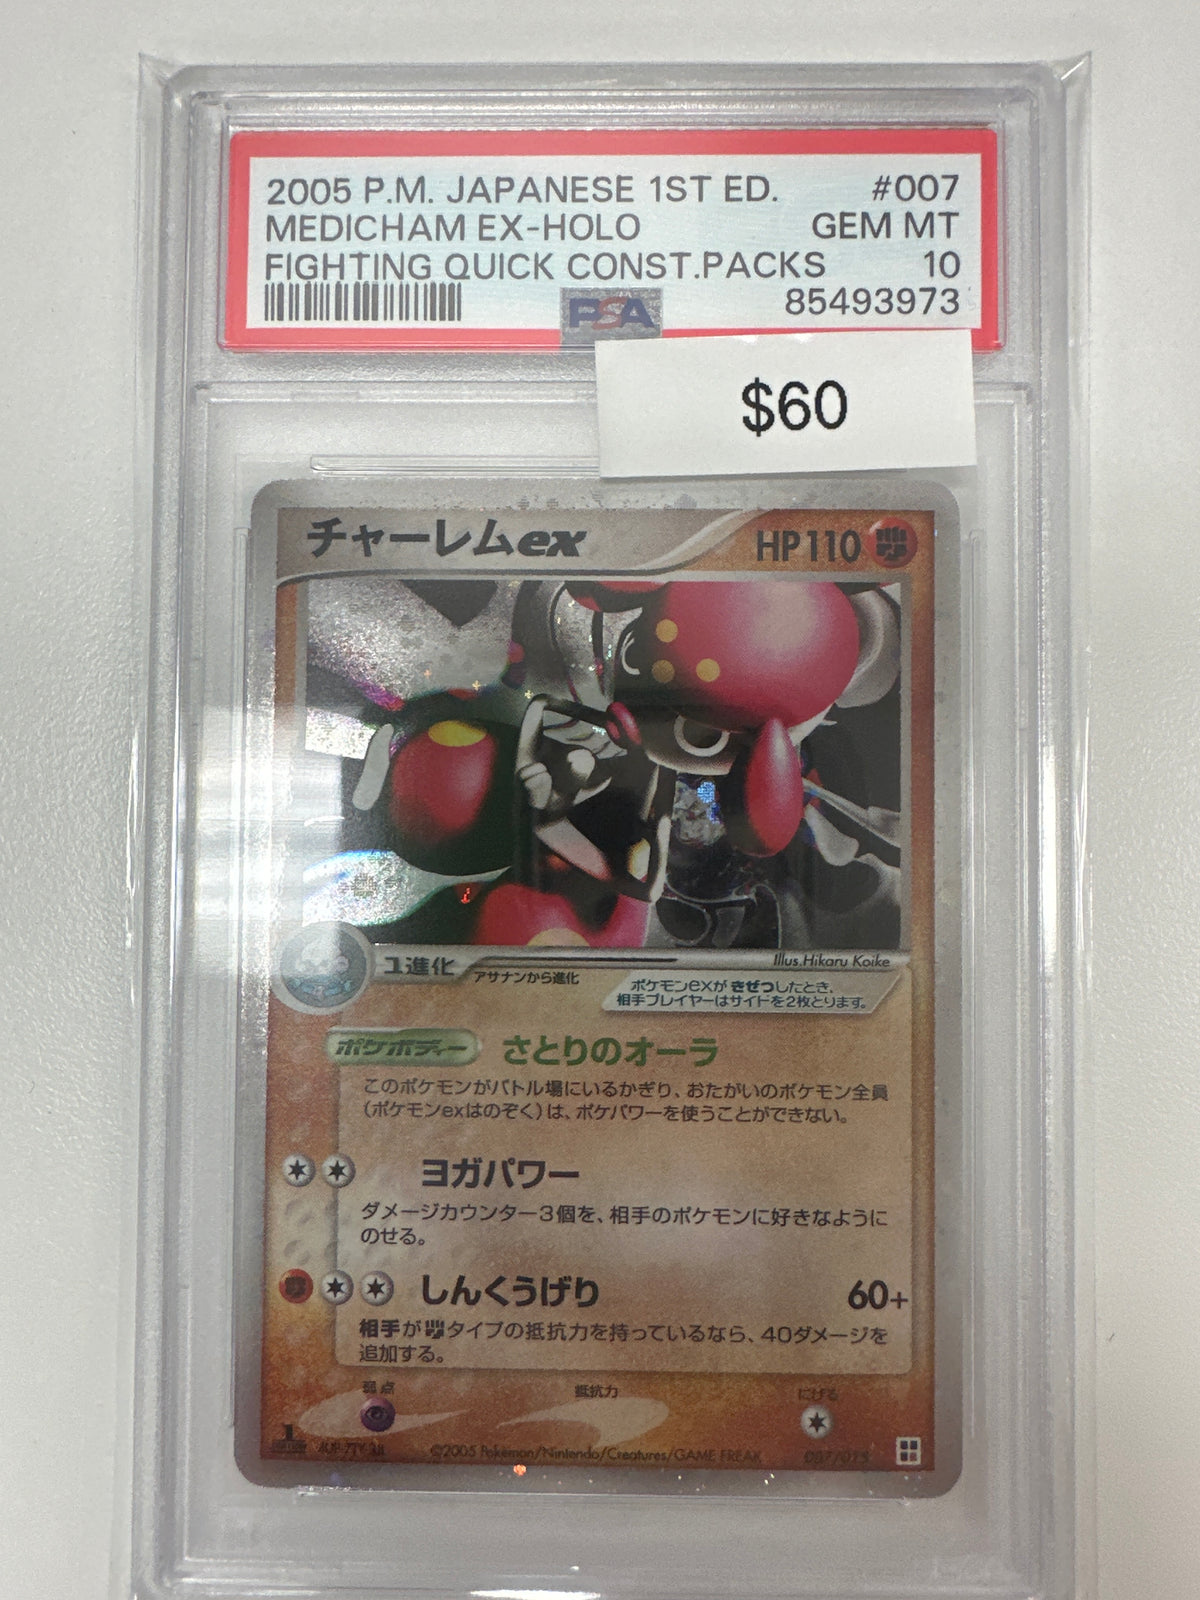 2005 P.M. JAPANESE 1ST ED. #007
MEDICHAM EX-HOLO GEM MT
FIGHTING QUICK CONST.PACKS 10
PSA 85493973
$60
チャーレムex HP110
Illus.Hikaru Koike
1進化 アサナンから進化
ポケモンexが きぜつしたとき、
相手プレイヤーはサイドを2枚とります。
ポケボディー さとりのオーラ
このポケモンがバトル場にいるかぎり、おたがいのポケモン全員
(ポケモンexはのぞく)は、ポケパワーを使うことができない。
ヨガパワー
ダメージカウンター3個を、相手のポケモンに好きなように
のせる。
しんくうげり 60+
相手がタイプの抵抗力を持っているなら、40ダメージを
追加する。
弱点 抵抗力 にげる
1
EDITION ©2005 Pokémon/Nintendo/Creatures/GAME FREAK 007/015